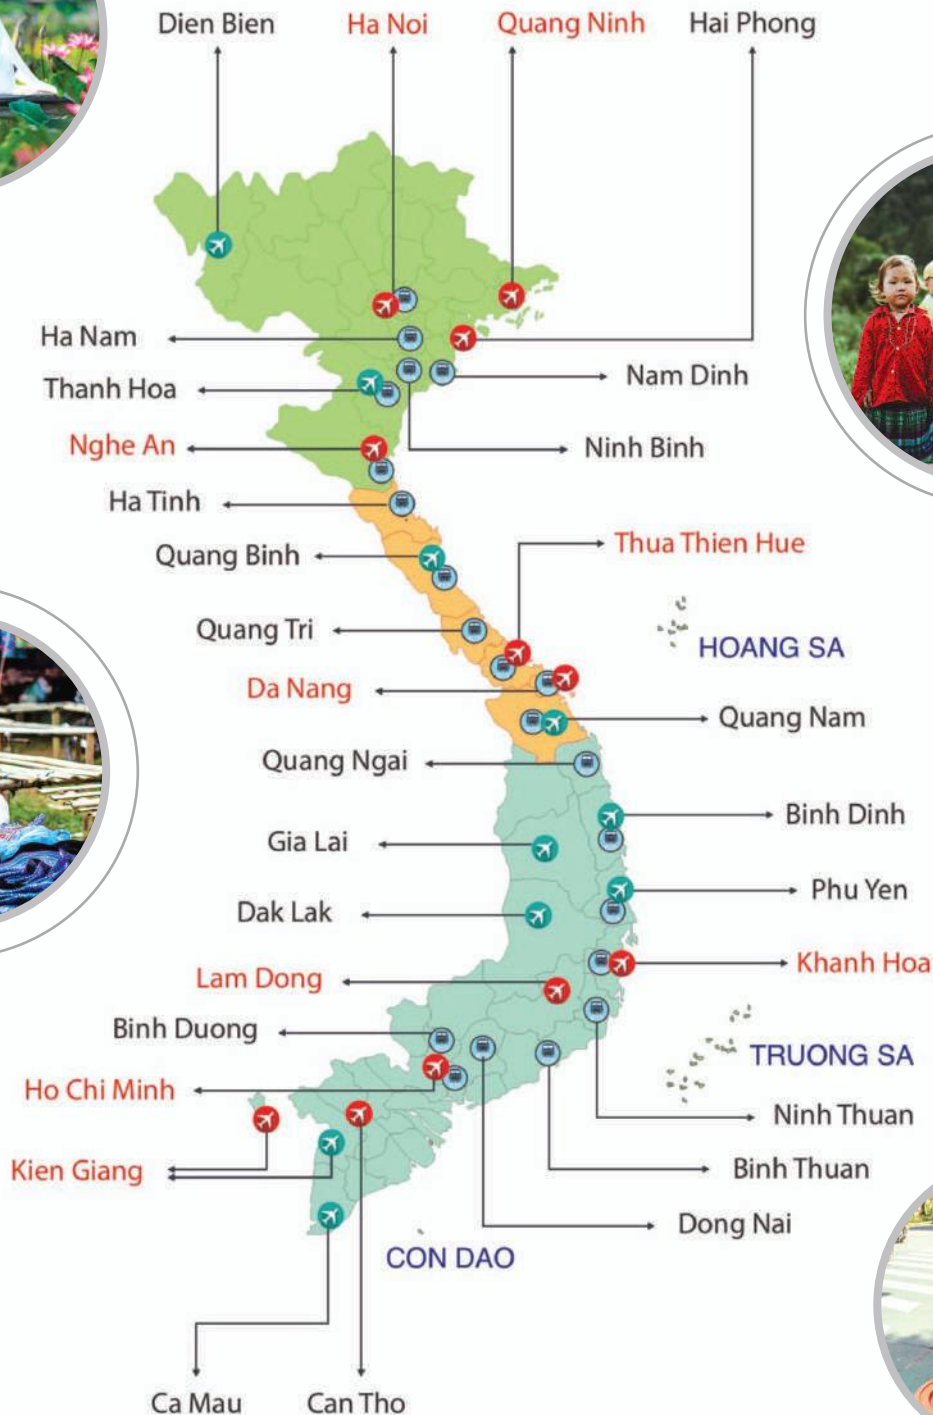 Dien Bien
Ha Noi
Quang Ninh
Hai Phong
Ha Nam
Thanh Hoa
Nam Dinh
Nghe An
Ninh Binh
Ha Tinh
Quang Binh
Thua Thien Hue
Quang Tri
HOANG SA
Da Nang
Quang Nam
Quang Ngai
Binh Dinh
Gia Lai
Phu Yen
Dak Lak
Khanh Hoa
Lam Dong
Binh Duong
TRUONG SA
Ho Chi Minh
Ninh Thuan
Kien Giang
Binh Thuan
Dong Nai
CON DAO
Ca Mau
Can Tho